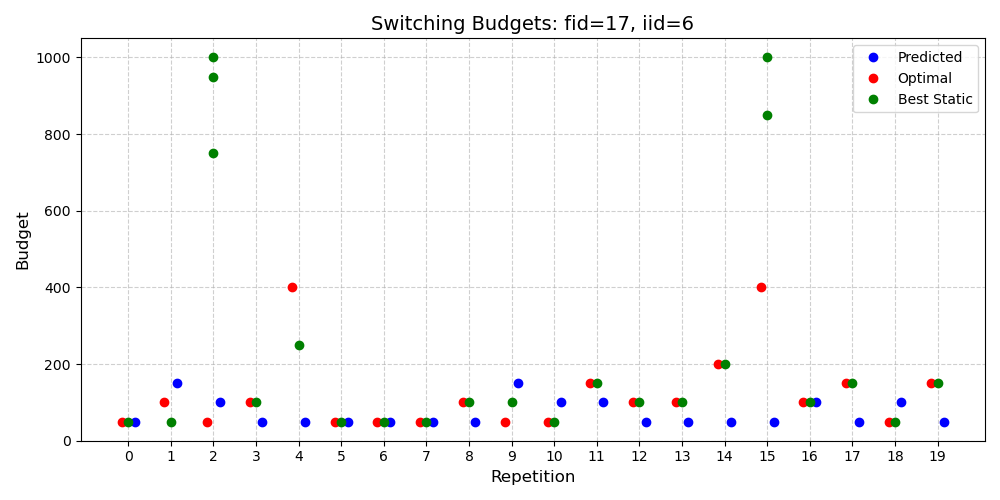 Switching Budgets: fid=17, iid=6
Predicted
Optimal
Best Static
Budget
1000
800
600
400
200
0
0 1 2 3 4 5 6 7 8 9 10 11 12 13 14 15 16 17 18 19
Repetition